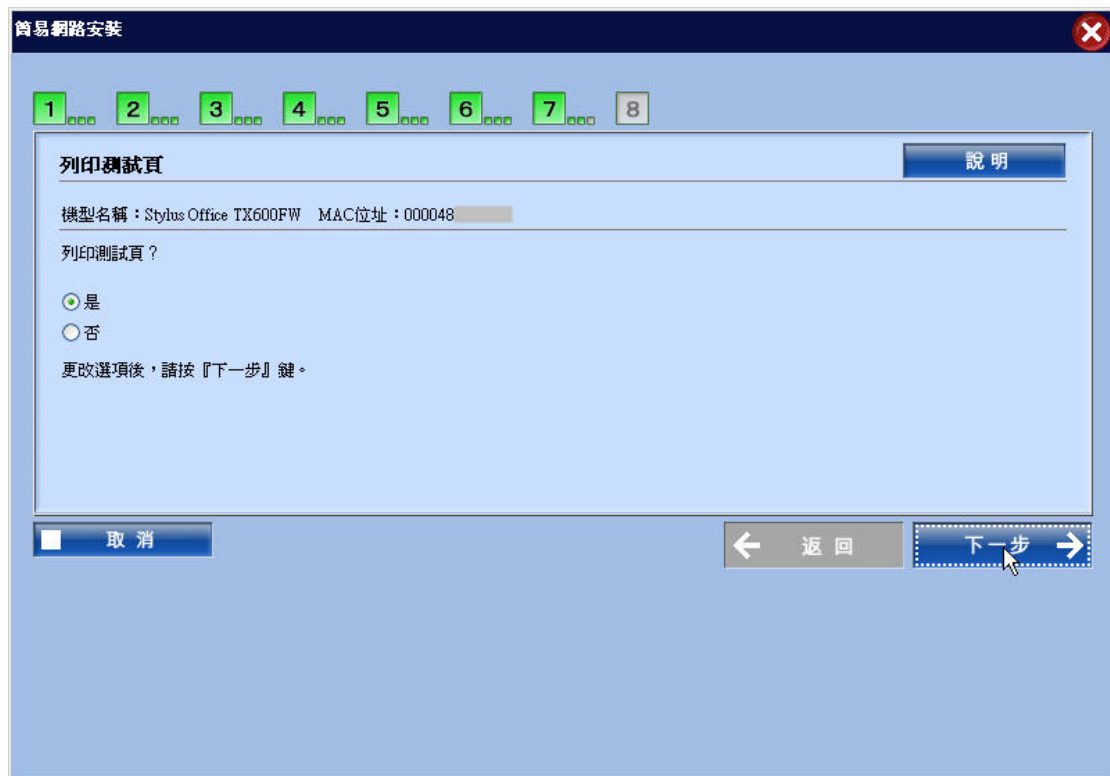 簡易網路安裝
1 2 3 4 5 6 7 8
列印測試頁
說明
機型名稱：Stylus Office TX600FW MAC位址：000048
列印測試頁？
是
否
更改選項後，請按『下一步』鍵。
取消
返回
下一步